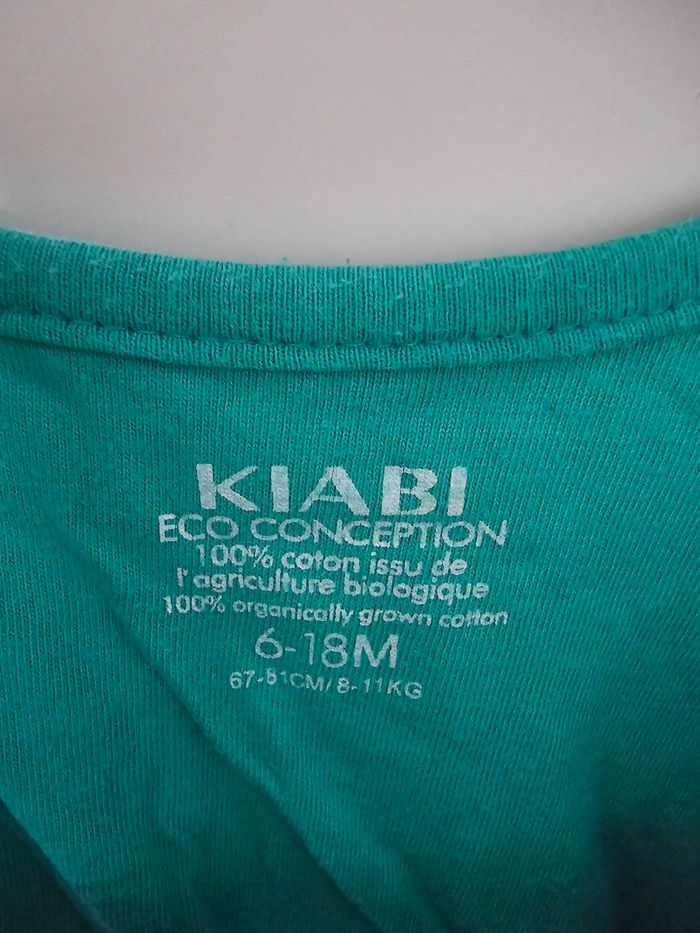 KIABI
ECO CONCEPTION
100% coton issu de
l'agriculture biologique
100% organically grown cotton
6-18M
67-81CM/8-11KG